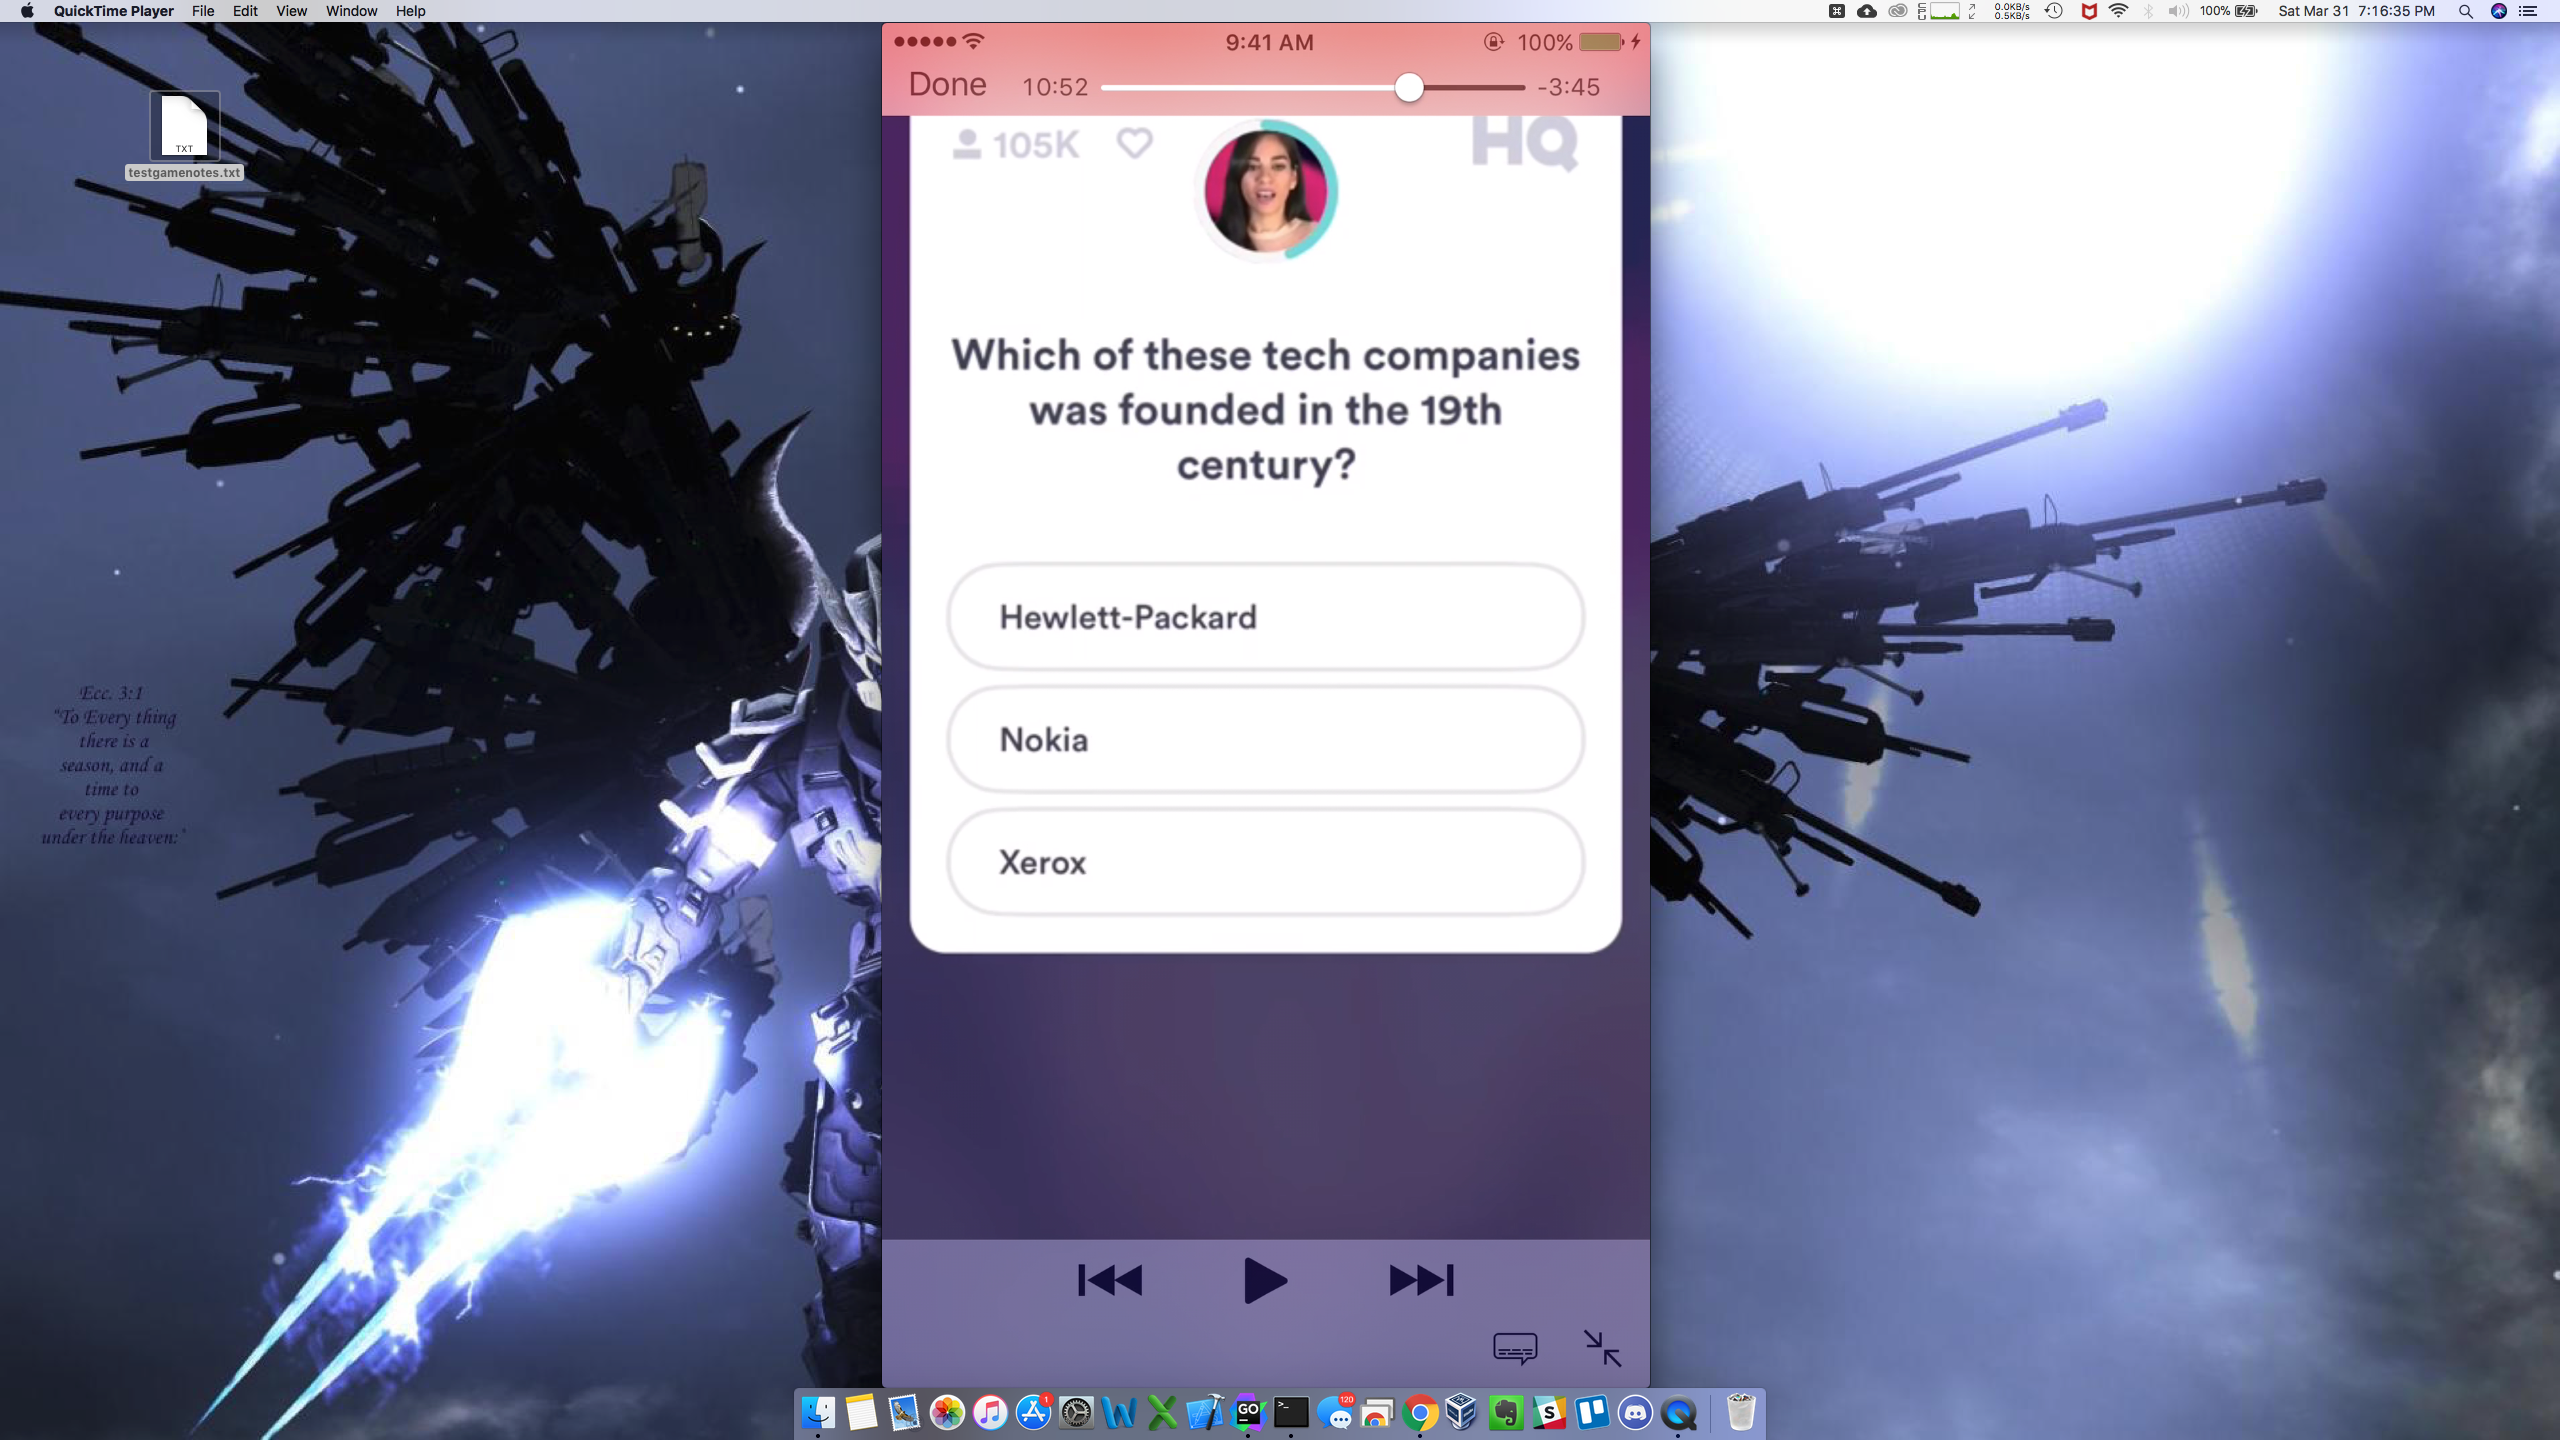 QuickTime Player File Edit View Window Help
0.0KB/s
0.5KB/s
100%
Sat Mar 31 7:16:35 PM
TXT
testgamenotes.txt
9:41 AM
100%
Done 10:52 -3:45
105K
HQ
Which of these tech companies
was founded in the 19th
century?
Hewlett-Packard
Nokia
Xerox
Ecc. 3:1
"To Every thing
there is a
season, and a
time to
every purpose
under the heaven:"
1
GO
120
S